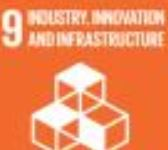 9 INDUSTRY, INNOVATION
AND INFRASTRUCTURE